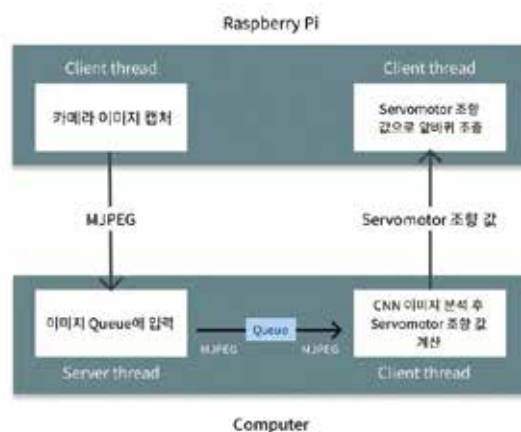 Raspberry Pi
Client thread
카메라 이미지 캡처
Client thread
Servomotor 조향
값으로 앞바퀴 조종
MJPEG
Servomotor 조향 값
이미지 Queue에 입력
Server thread
MJPEG
Queue
MJPEG
CNN 이미지 분석 후
Servomotor 조향 값
계산
Client thread
Computer